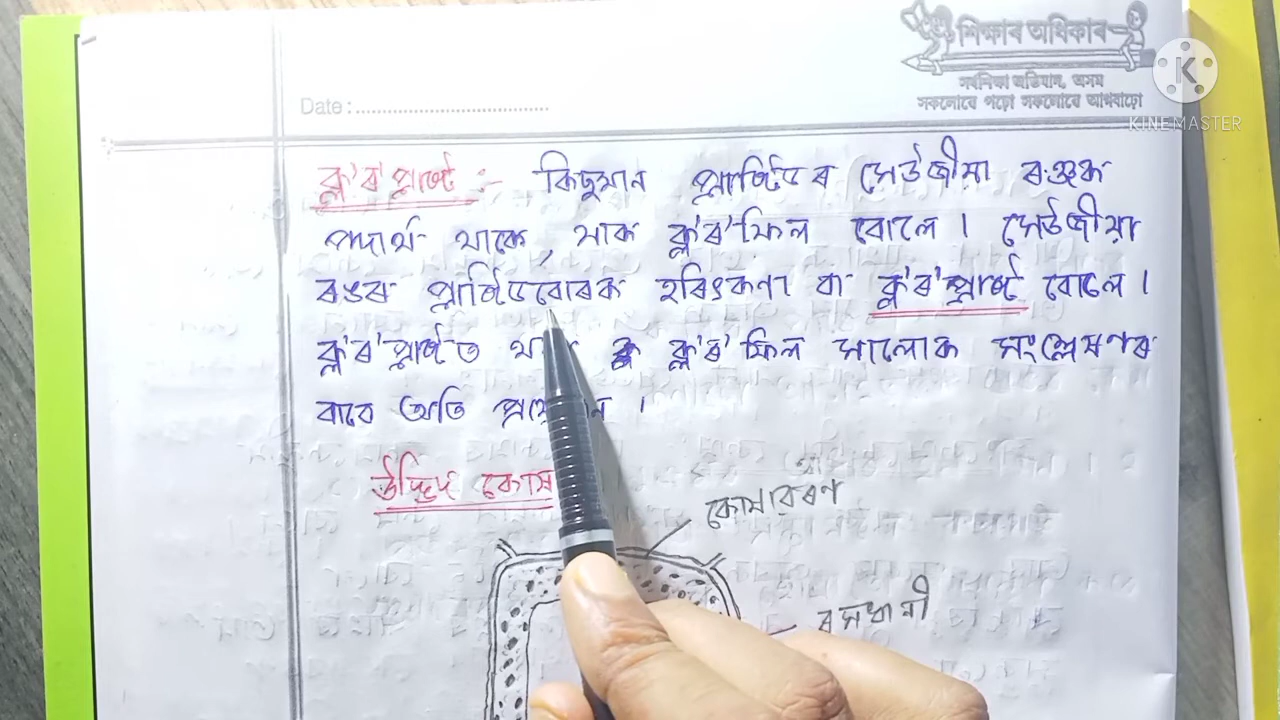 শিক্ষাৰ অধিকাৰ
সৰ্বশিক্ষা অভিযান, অসম
সকলোৱে পঢ়োঁ সকলোৱে আগবাঢ়োঁ
KINEMASTER
Date :
ক্ল'ৰ'প্লাষ্ট :- কিছুমান প্লাষ্টিডৰ সেউজীয়া ৰঞ্জক
পদাৰ্থ থাকে, যাক ক্ল'ৰ'ফিল বোলে । সেউজীয়া
ৰঙৰ প্লাষ্টিডবোৰক হৰিৎকণা বা ক্ল'ৰ'প্লাষ্ট বোলে ।
ক্ল'ৰ'প্লাষ্টত ক্ল'ৰ'ফিল সালোক সংশ্লেষণৰ
বাবে অতি ।
উদ্ভিদ কোষ
কোষাবৰণ
ৰসধানী